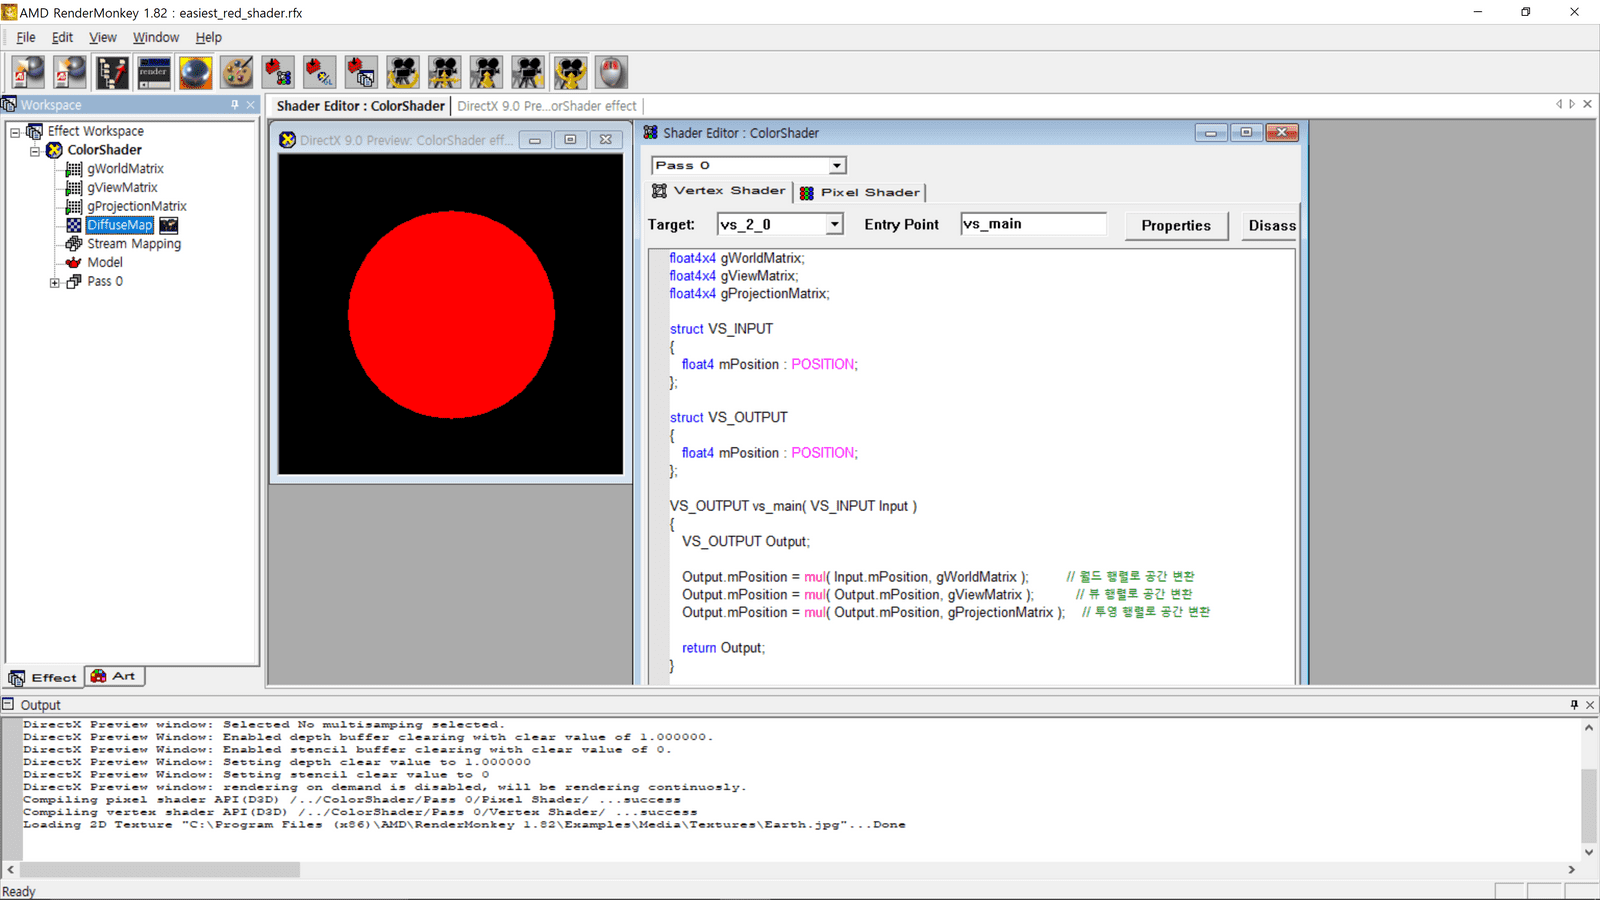 AMD RenderMonkey 1.82 : easiest_red_shader.rfx
File Edit View Window Help
render
Workspace
Shader Editor : ColorShader
DirectX 9.0 Pre...orShader effect
Effect Workspace
ColorShader
gWorldMatrix
gViewMatrix
gProjectionMatrix
DiffuseMap
Stream Mapping
Model
Pass 0
Effect
Art
DirectX 9.0 Preview: ColorShader eff...
Shader Editor : ColorShader
Pass 0
Vertex Shader
Pixel Shader
Target:
vs_2_0
Entry Point
vs_main
Properties
Disass
float4x4 gWorldMatrix;
float4x4 gViewMatrix;
float4x4 gProjectionMatrix;
struct VS_INPUT
{
float4 mPosition : POSITION;
};
struct VS_OUTPUT
{
float4 mPosition : POSITION;
};
VS_OUTPUT vs_main( VS_INPUT Input )
{
VS_OUTPUT Output;
Output.mPosition = mul( Input.mPosition, gWorldMatrix ); // 월드 행렬로 공간 변환
Output.mPosition = mul( Output.mPosition, gViewMatrix ); // 뷰 행렬로 공간 변환
Output.mPosition = mul( Output.mPosition, gProjectionMatrix ); // 투영 행렬로 공간 변환
return Output;
}
Output
DirectX Preview window: Selected No multisamping selected.
DirectX Preview Window: Enabled depth buffer clearing with clear value of 1.000000.
DirectX Preview Window: Enabled stencil buffer clearing with clear value of 0.
DirectX Preview Window: Setting depth clear value to 1.000000
DirectX Preview Window: Setting stencil clear value to 0
DirectX Preview window: rendering on demand is disabled, will be rendering continuosly.
Compiling pixel shader API(D3D) /../ColorShader/Pass 0/Pixel Shader/ ...success
Compiling vertex shader API(D3D) /../ColorShader/Pass 0/Vertex Shader/ ...success
Loading 2D Texture "C:\Program Files (x86)\AMD\RenderMonkey 1.82\Examples\Media\Textures\Earth.jpg"...Done
Ready